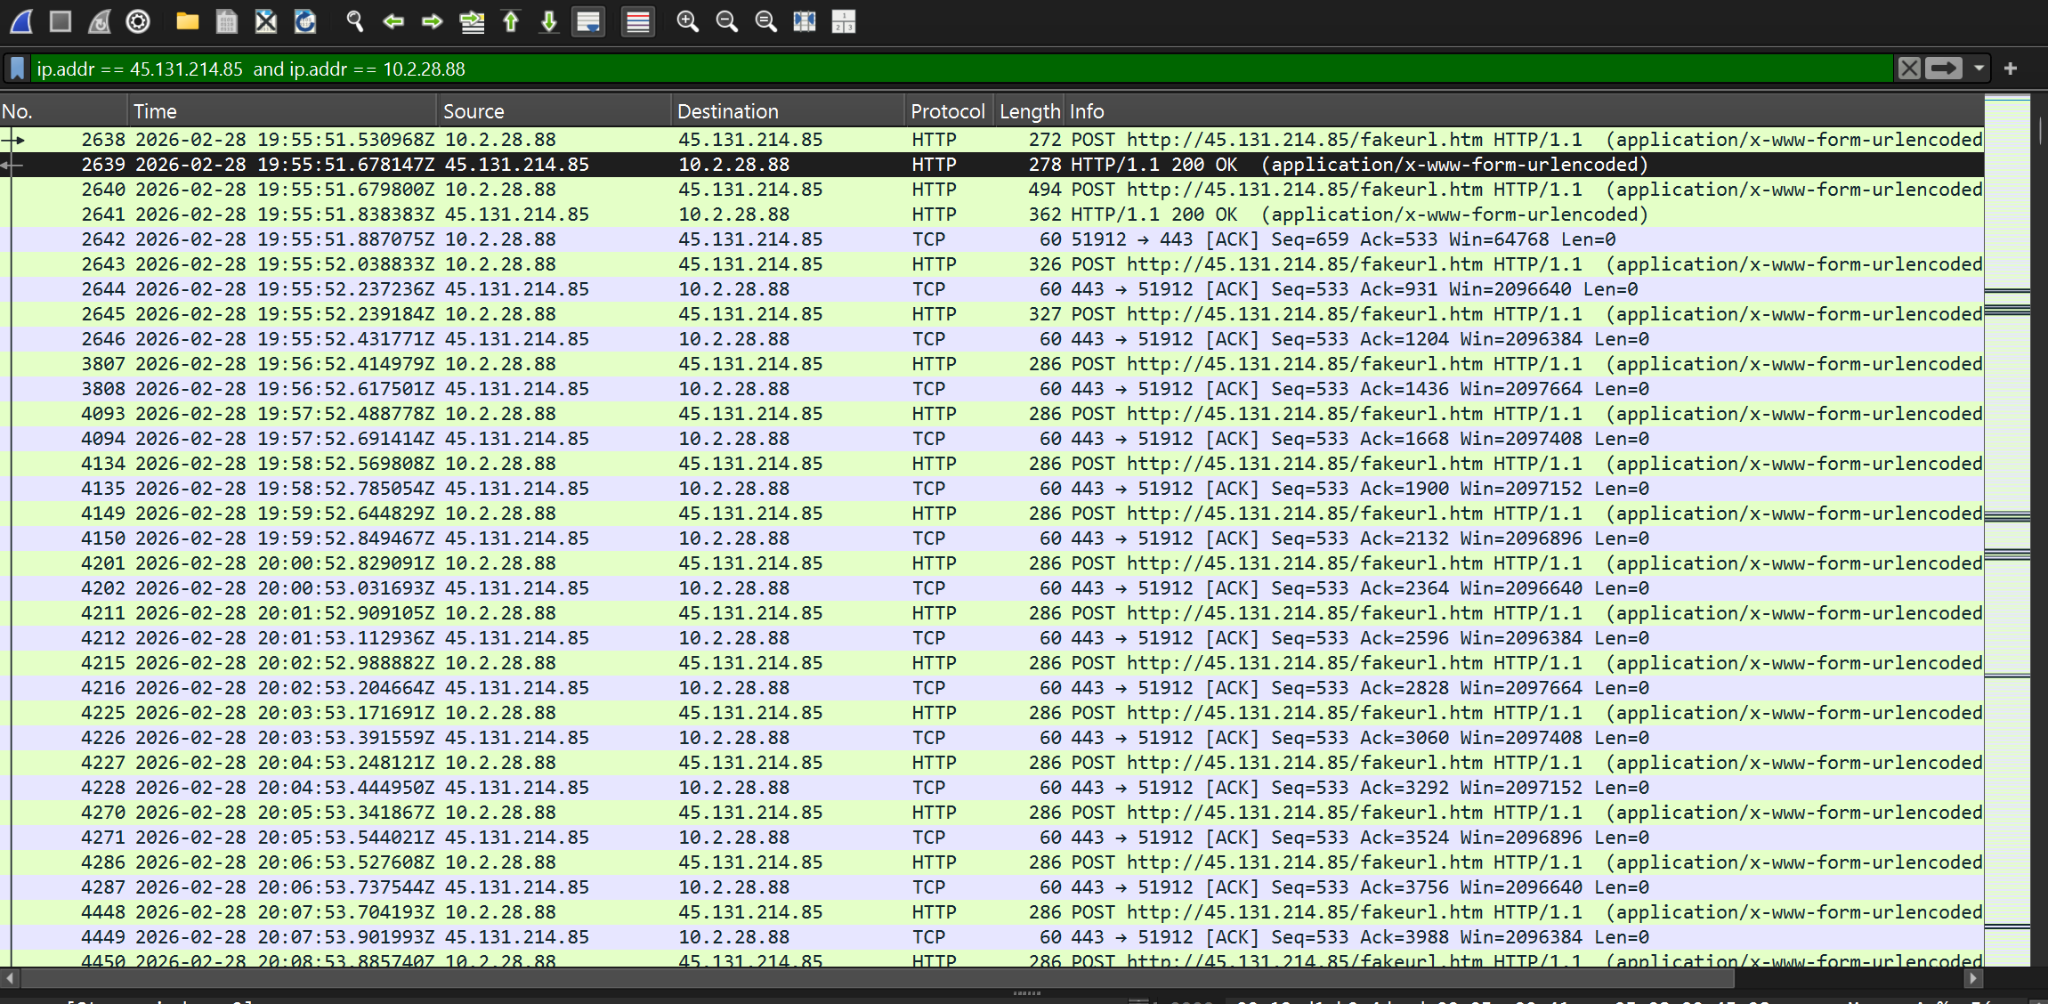 ip.addr == 45.131.214.85  and ip.addr == 10.2.28.88
No. Time Source Destination Protocol Length Info
2638 2026-02-28 19:55:51.530968Z 10.2.28.88 45.131.214.85 HTTP 272 POST http://45.131.214.85/fakeurl.htm HTTP/1.1  (application/x-www-form-urlencoded
2639 2026-02-28 19:55:51.678147Z 45.131.214.85 10.2.28.88 HTTP 278 HTTP/1.1 200 OK  (application/x-www-form-urlencoded)
2640 2026-02-28 19:55:51.679800Z 10.2.28.88 45.131.214.85 HTTP 494 POST http://45.131.214.85/fakeurl.htm HTTP/1.1  (application/x-www-form-urlencoded
2641 2026-02-28 19:55:51.838383Z 45.131.214.85 10.2.28.88 HTTP 362 HTTP/1.1 200 OK  (application/x-www-form-urlencoded)
2642 2026-02-28 19:55:51.887075Z 10.2.28.88 45.131.214.85 TCP 60 51912 → 443 [ACK] Seq=659 Ack=533 Win=64768 Len=0
2643 2026-02-28 19:55:52.038833Z 10.2.28.88 45.131.214.85 HTTP 326 POST http://45.131.214.85/fakeurl.htm HTTP/1.1  (application/x-www-form-urlencoded
2644 2026-02-28 19:55:52.237236Z 45.131.214.85 10.2.28.88 TCP 60 443 → 51912 [ACK] Seq=533 Ack=931 Win=2096640 Len=0
2645 2026-02-28 19:55:52.239184Z 10.2.28.88 45.131.214.85 HTTP 327 POST http://45.131.214.85/fakeurl.htm HTTP/1.1  (application/x-www-form-urlencoded
2646 2026-02-28 19:55:52.431771Z 45.131.214.85 10.2.28.88 TCP 60 443 → 51912 [ACK] Seq=533 Ack=1204 Win=2096384 Len=0
3807 2026-02-28 19:56:52.414979Z 10.2.28.88 45.131.214.85 HTTP 286 POST http://45.131.214.85/fakeurl.htm HTTP/1.1  (application/x-www-form-urlencoded
3808 2026-02-28 19:56:52.617501Z 45.131.214.85 10.2.28.88 TCP 60 443 → 51912 [ACK] Seq=533 Ack=1436 Win=2097664 Len=0
4093 2026-02-28 19:57:52.488778Z 10.2.28.88 45.131.214.85 HTTP 286 POST http://45.131.214.85/fakeurl.htm HTTP/1.1  (application/x-www-form-urlencoded
4094 2026-02-28 19:57:52.691414Z 45.131.214.85 10.2.28.88 TCP 60 443 → 51912 [ACK] Seq=533 Ack=1668 Win=2097408 Len=0
4134 2026-02-28 19:58:52.569808Z 10.2.28.88 45.131.214.85 HTTP 286 POST http://45.131.214.85/fakeurl.htm HTTP/1.1  (application/x-www-form-urlencoded
4135 2026-02-28 19:58:52.785054Z 45.131.214.85 10.2.28.88 TCP 60 443 → 51912 [ACK] Seq=533 Ack=1900 Win=2097152 Len=0
4149 2026-02-28 19:59:52.644829Z 10.2.28.88 45.131.214.85 HTTP 286 POST http://45.131.214.85/fakeurl.htm HTTP/1.1  (application/x-www-form-urlencoded
4150 2026-02-28 19:59:52.849467Z 45.131.214.85 10.2.28.88 TCP 60 443 → 51912 [ACK] Seq=533 Ack=2132 Win=2096896 Len=0
4201 2026-02-28 20:00:52.829091Z 10.2.28.88 45.131.214.85 HTTP 286 POST http://45.131.214.85/fakeurl.htm HTTP/1.1  (application/x-www-form-urlencoded
4202 2026-02-28 20:00:53.031693Z 45.131.214.85 10.2.28.88 TCP 60 443 → 51912 [ACK] Seq=533 Ack=2364 Win=2096640 Len=0
4211 2026-02-28 20:01:52.909105Z 10.2.28.88 45.131.214.85 HTTP 286 POST http://45.131.214.85/fakeurl.htm HTTP/1.1  (application/x-www-form-urlencoded
4212 2026-02-28 20:01:53.112936Z 45.131.214.85 10.2.28.88 TCP 60 443 → 51912 [ACK] Seq=533 Ack=2596 Win=2096384 Len=0
4215 2026-02-28 20:02:52.988882Z 10.2.28.88 45.131.214.85 HTTP 286 POST http://45.131.214.85/fakeurl.htm HTTP/1.1  (application/x-www-form-urlencoded
4216 2026-02-28 20:02:53.204664Z 45.131.214.85 10.2.28.88 TCP 60 443 → 51912 [ACK] Seq=533 Ack=2828 Win=2097664 Len=0
4225 2026-02-28 20:03:53.171691Z 10.2.28.88 45.131.214.85 HTTP 286 POST http://45.131.214.85/fakeurl.htm HTTP/1.1  (application/x-www-form-urlencoded
4226 2026-02-28 20:03:53.391559Z 45.131.214.85 10.2.28.88 TCP 60 443 → 51912 [ACK] Seq=533 Ack=3060 Win=2097408 Len=0
4227 2026-02-28 20:04:53.248121Z 10.2.28.88 45.131.214.85 HTTP 286 POST http://45.131.214.85/fakeurl.htm HTTP/1.1  (application/x-www-form-urlencoded
4228 2026-02-28 20:04:53.444950Z 45.131.214.85 10.2.28.88 TCP 60 443 → 51912 [ACK] Seq=533 Ack=3292 Win=2097152 Len=0
4270 2026-02-28 20:05:53.341867Z 10.2.28.88 45.131.214.85 HTTP 286 POST http://45.131.214.85/fakeurl.htm HTTP/1.1  (application/x-www-form-urlencoded
4271 2026-02-28 20:05:53.544021Z 45.131.214.85 10.2.28.88 TCP 60 443 → 51912 [ACK] Seq=533 Ack=3524 Win=2096896 Len=0
4286 2026-02-28 20:06:53.527608Z 10.2.28.88 45.131.214.85 HTTP 286 POST http://45.131.214.85/fakeurl.htm HTTP/1.1  (application/x-www-form-urlencoded
4287 2026-02-28 20:06:53.737544Z 45.131.214.85 10.2.28.88 TCP 60 443 → 51912 [ACK] Seq=533 Ack=3756 Win=2096640 Len=0
4448 2026-02-28 20:07:53.704193Z 10.2.28.88 45.131.214.85 HTTP 286 POST http://45.131.214.85/fakeurl.htm HTTP/1.1  (application/x-www-form-urlencoded
4449 2026-02-28 20:07:53.901993Z 45.131.214.85 10.2.28.88 TCP 60 443 → 51912 [ACK] Seq=533 Ack=3988 Win=2096384 Len=0
4450 2026-02-28 20:08:53.885740Z 10.2.28.88 45.131.214.85 HTTP 286 POST http://45.131.214.85/fakeurl.htm HTTP/1.1  (application/x-www-form-urlencoded